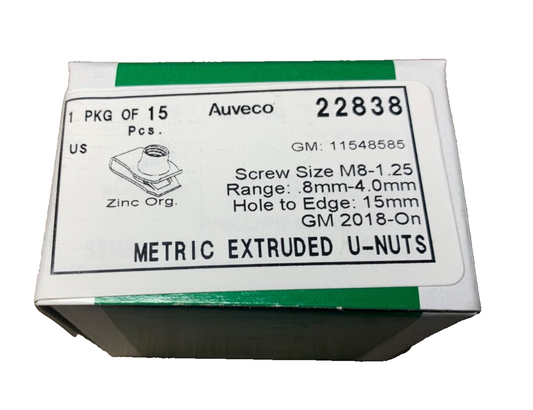 1 PKG OF 15 Auveco 22838
Pcs.
US
GM: 11548585
Screw Size M8-1.25
Range: .8mm-4.0mm
Hole to Edge: 15mm
GM 2018-On
Zinc Org.
METRIC EXTRUDED U-NUTS